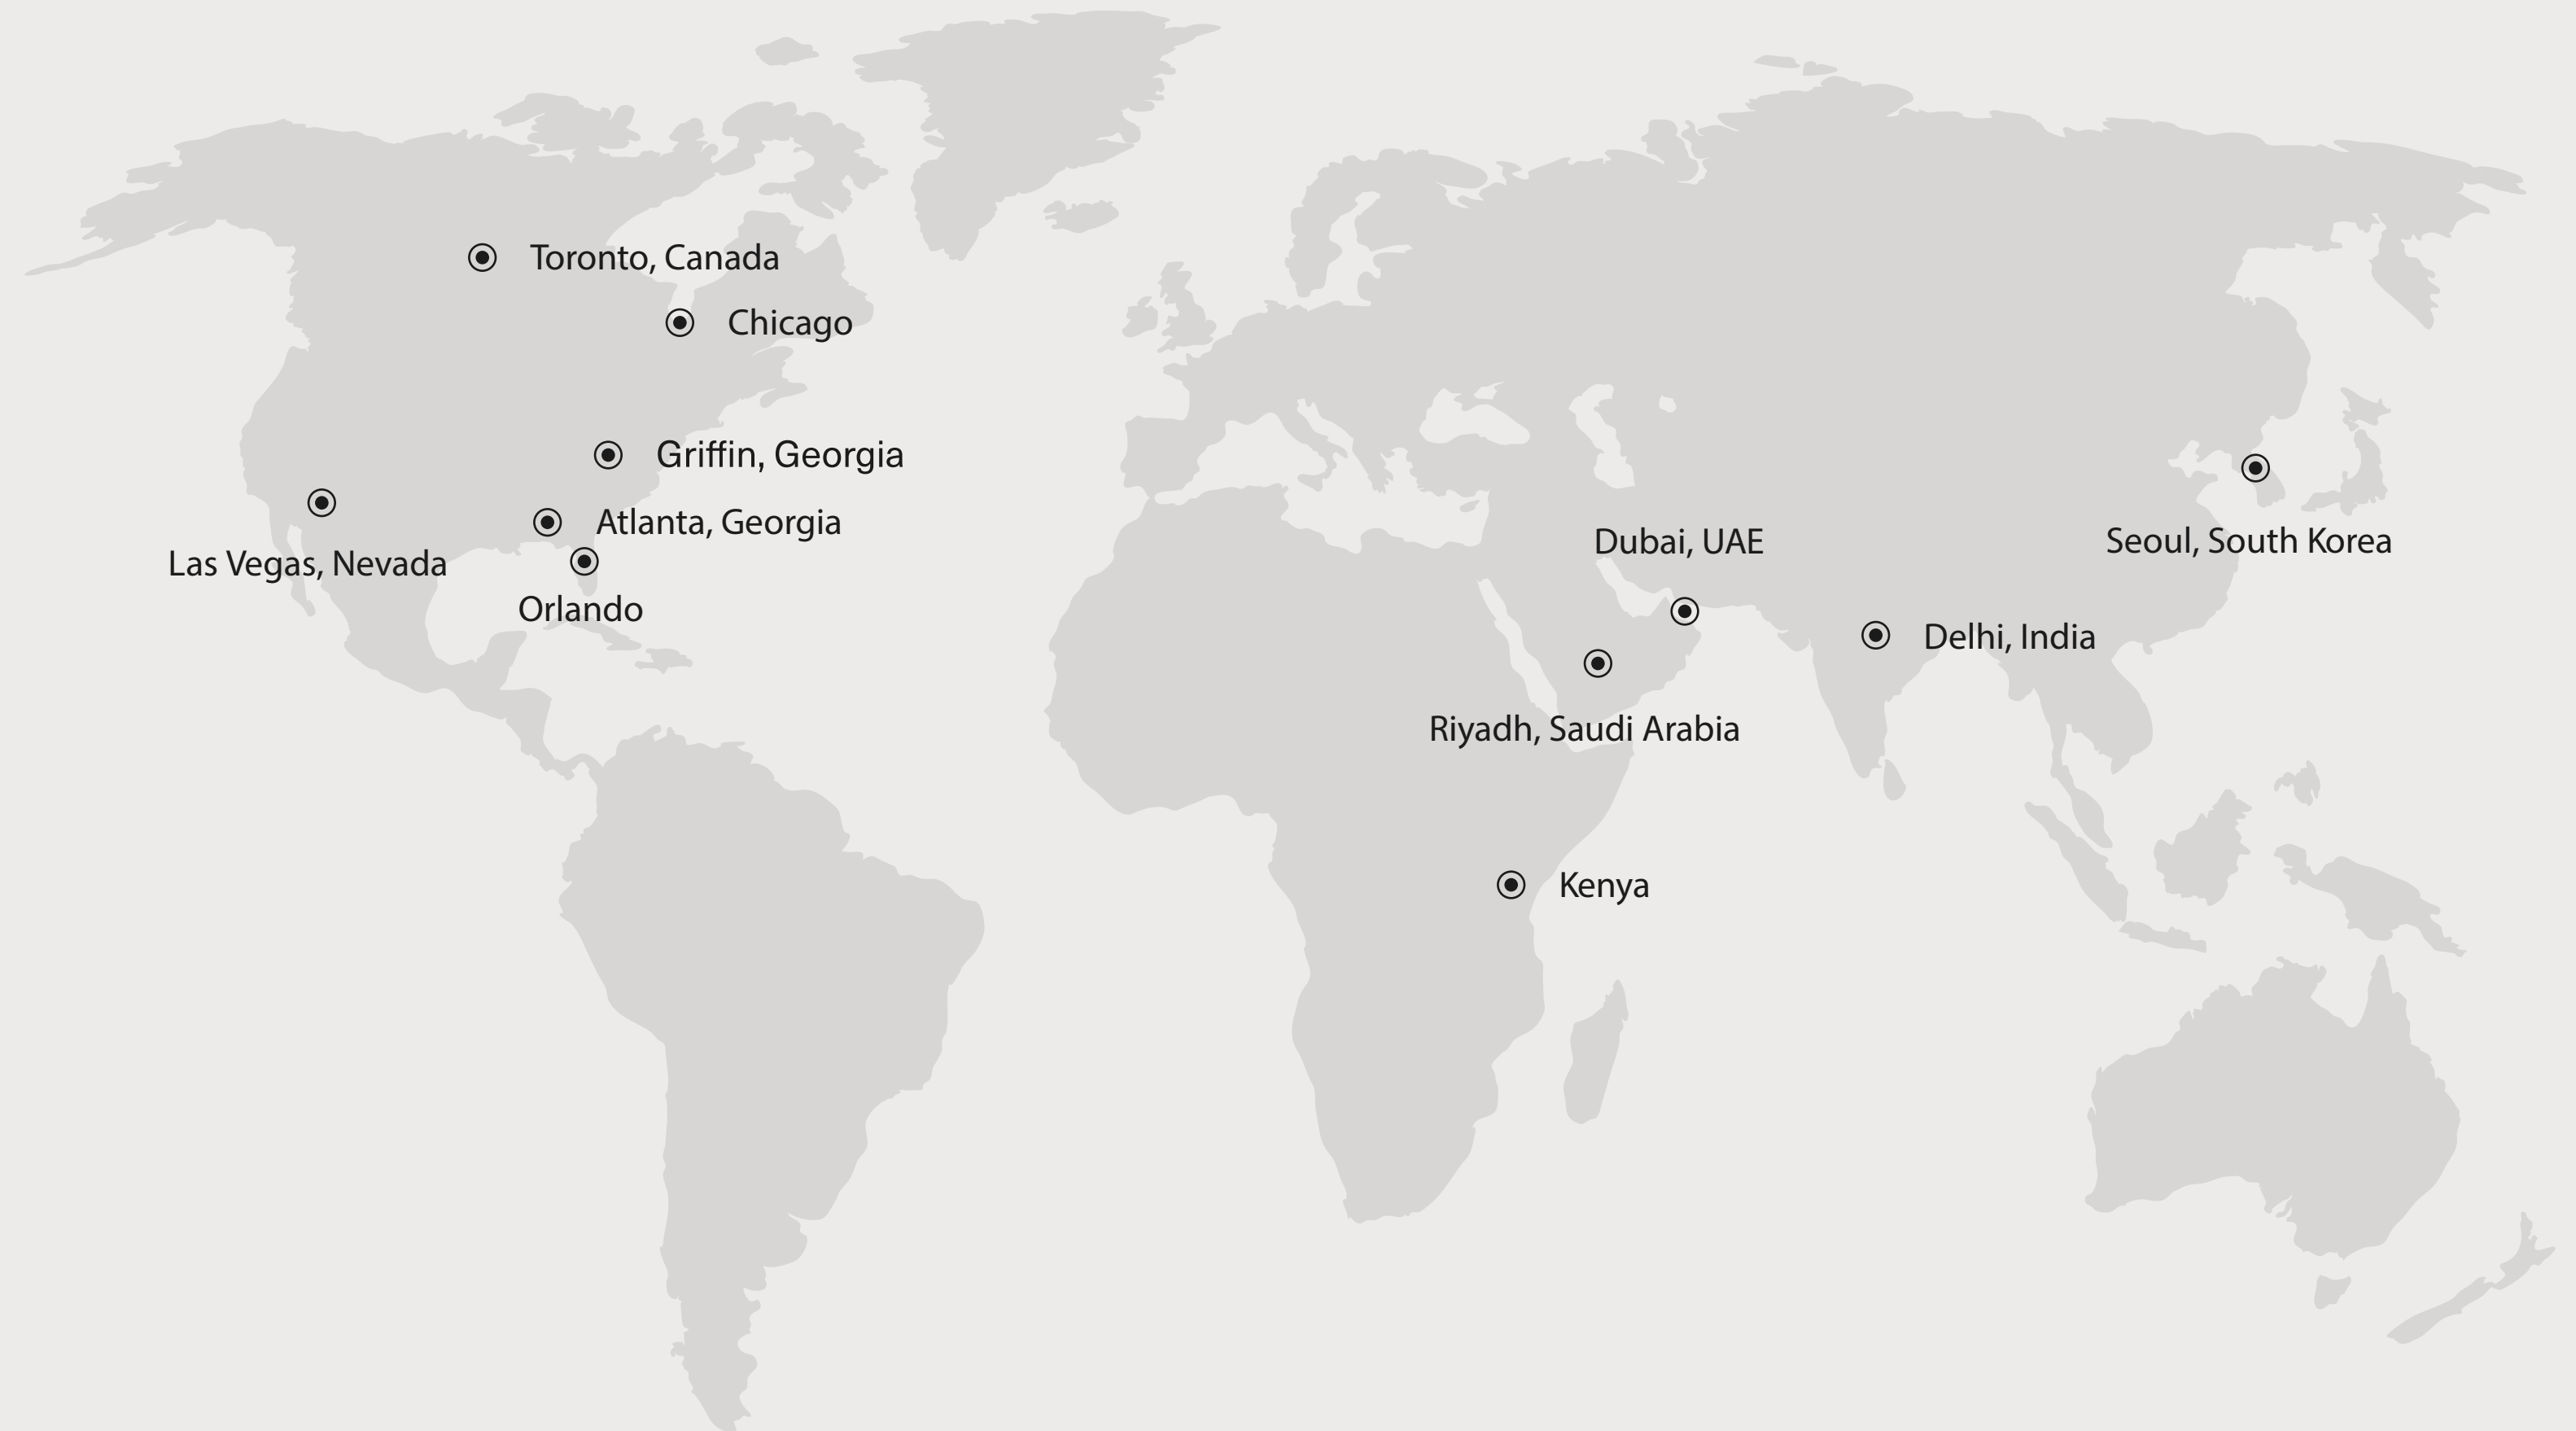 Toronto, Canada
Chicago
Griffin, Georgia
Atlanta, Georgia
Las Vegas, Nevada
Orlando
Dubai, UAE
Seoul, South Korea
Delhi, India
Riyadh, Saudi Arabia
Kenya